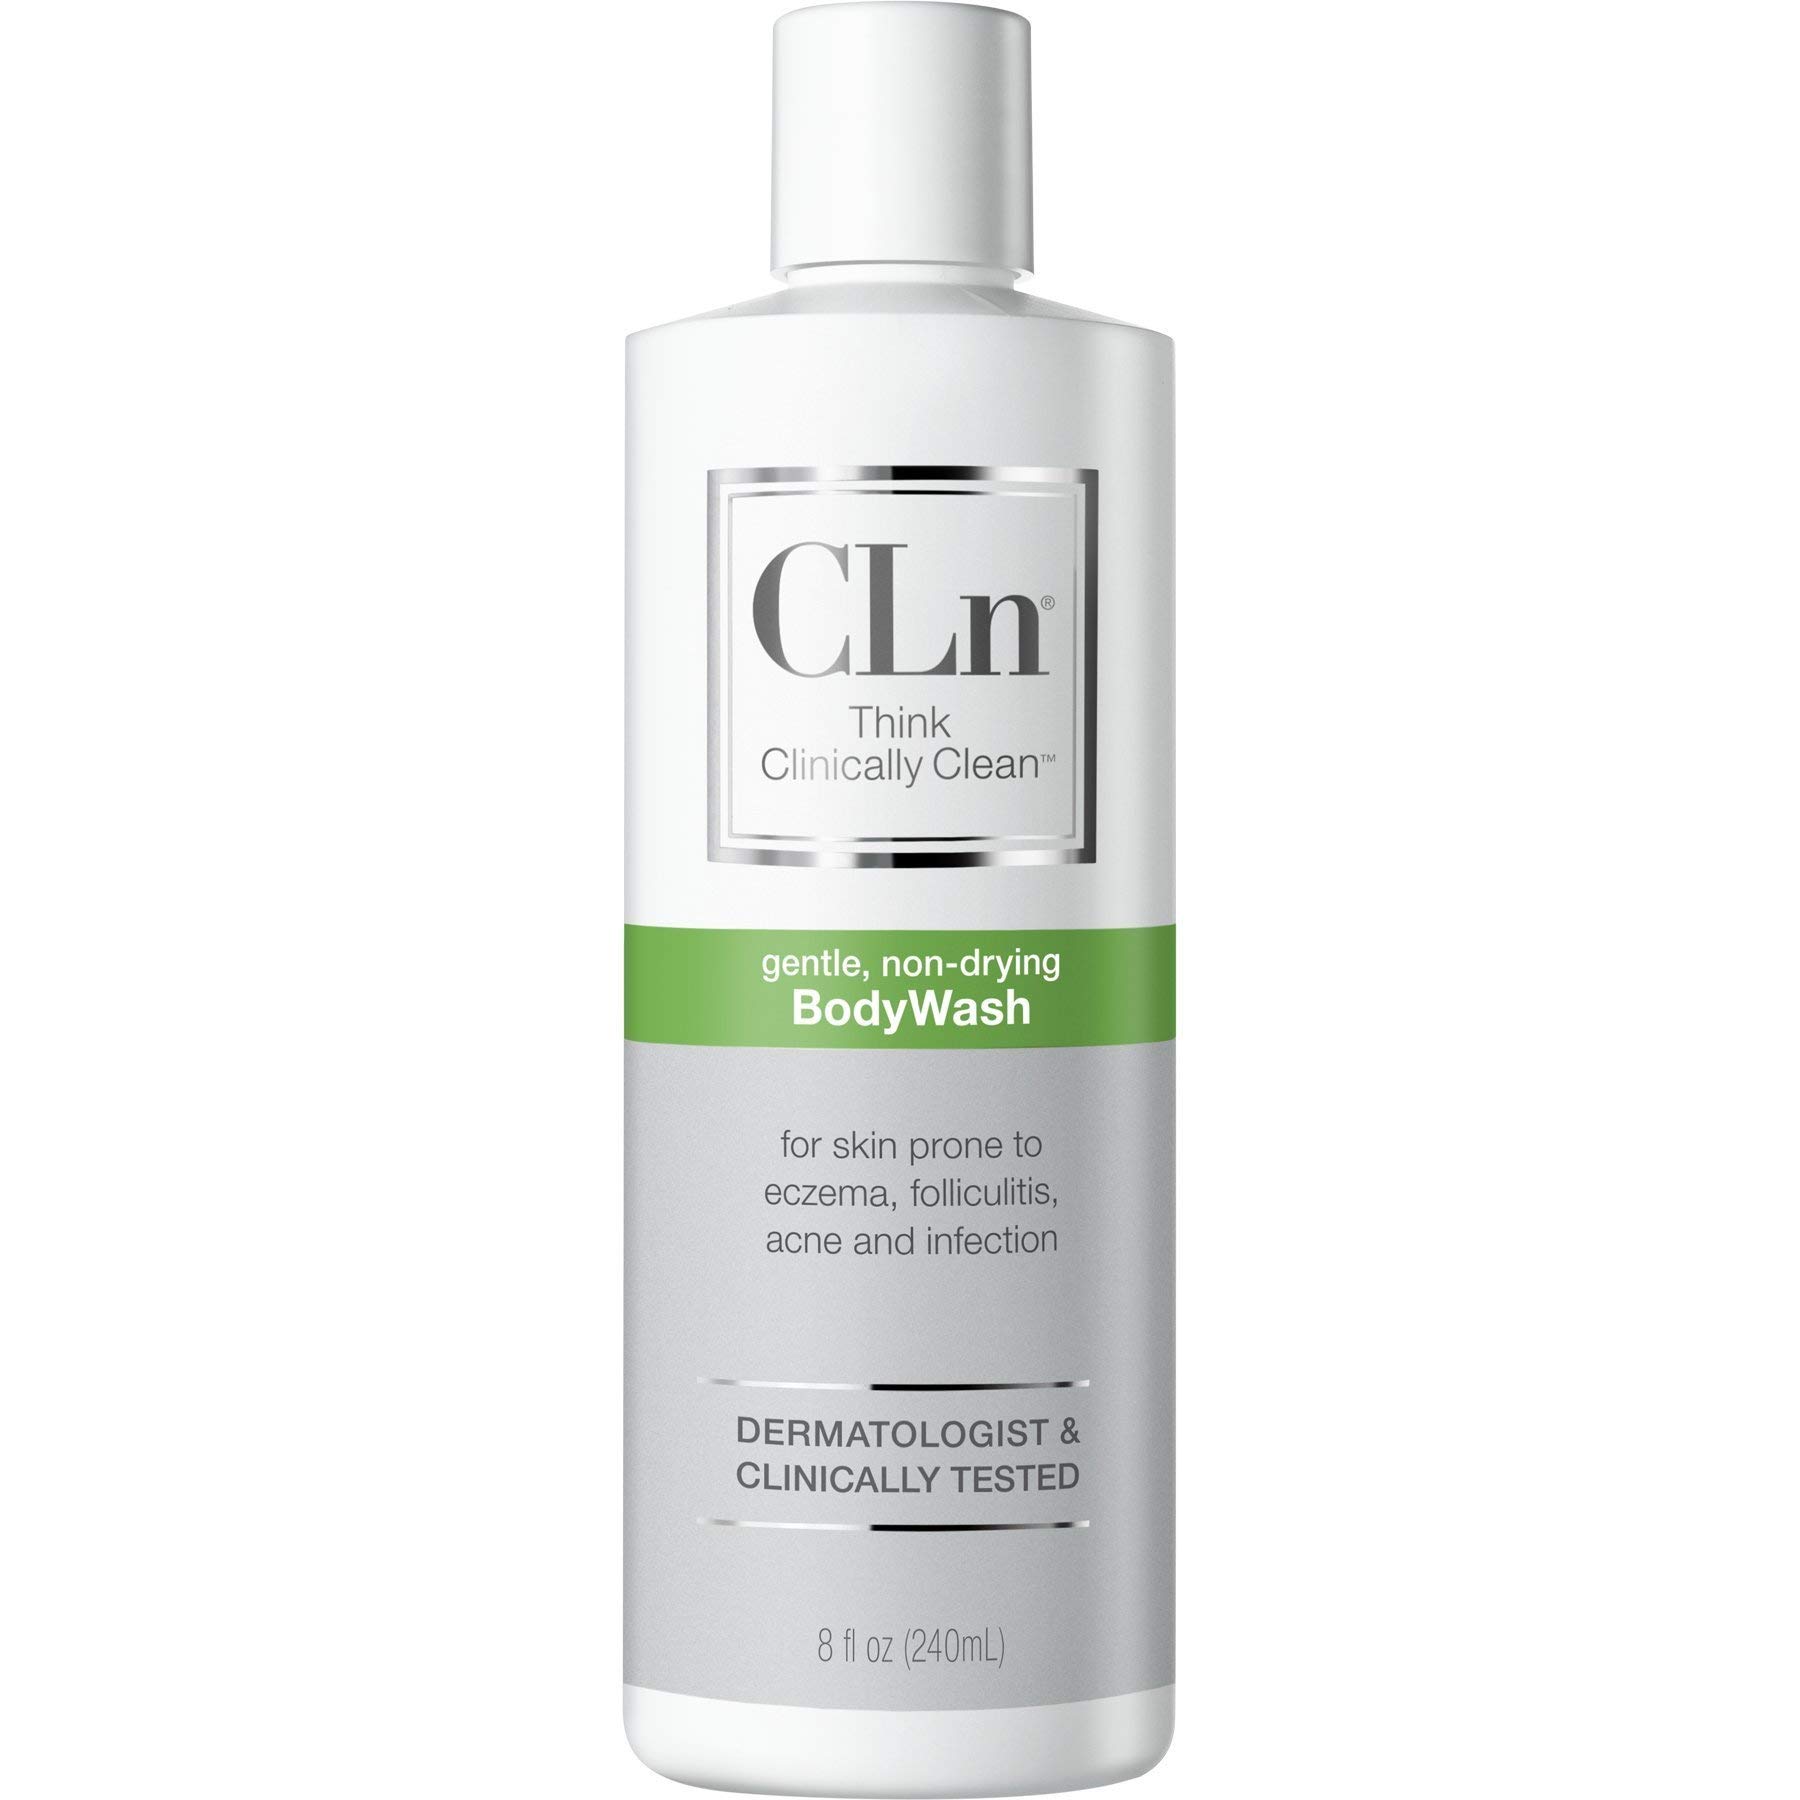 CLn®
Think
Clinically Clean™
gentle, non-drying
BodyWash
for skin prone to
eczema, folliculitis,
acne and infection
DERMATOLOGIST &
CLINICALLY TESTED
8 fl oz (240mL)